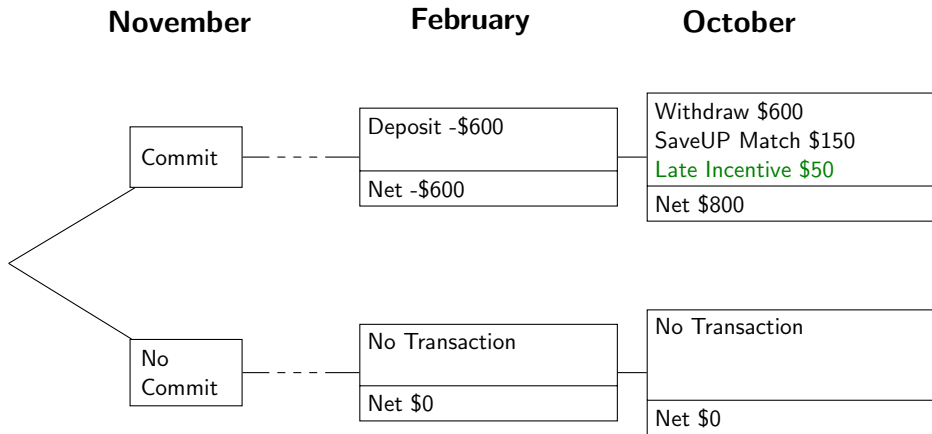 November
February
October
Commit
Deposit -$600
Net -$600
Withdraw $600
SaveUP Match $150
Late Incentive $50
Net $800
No
Commit
No Transaction
Net $0
No Transaction
Net $0